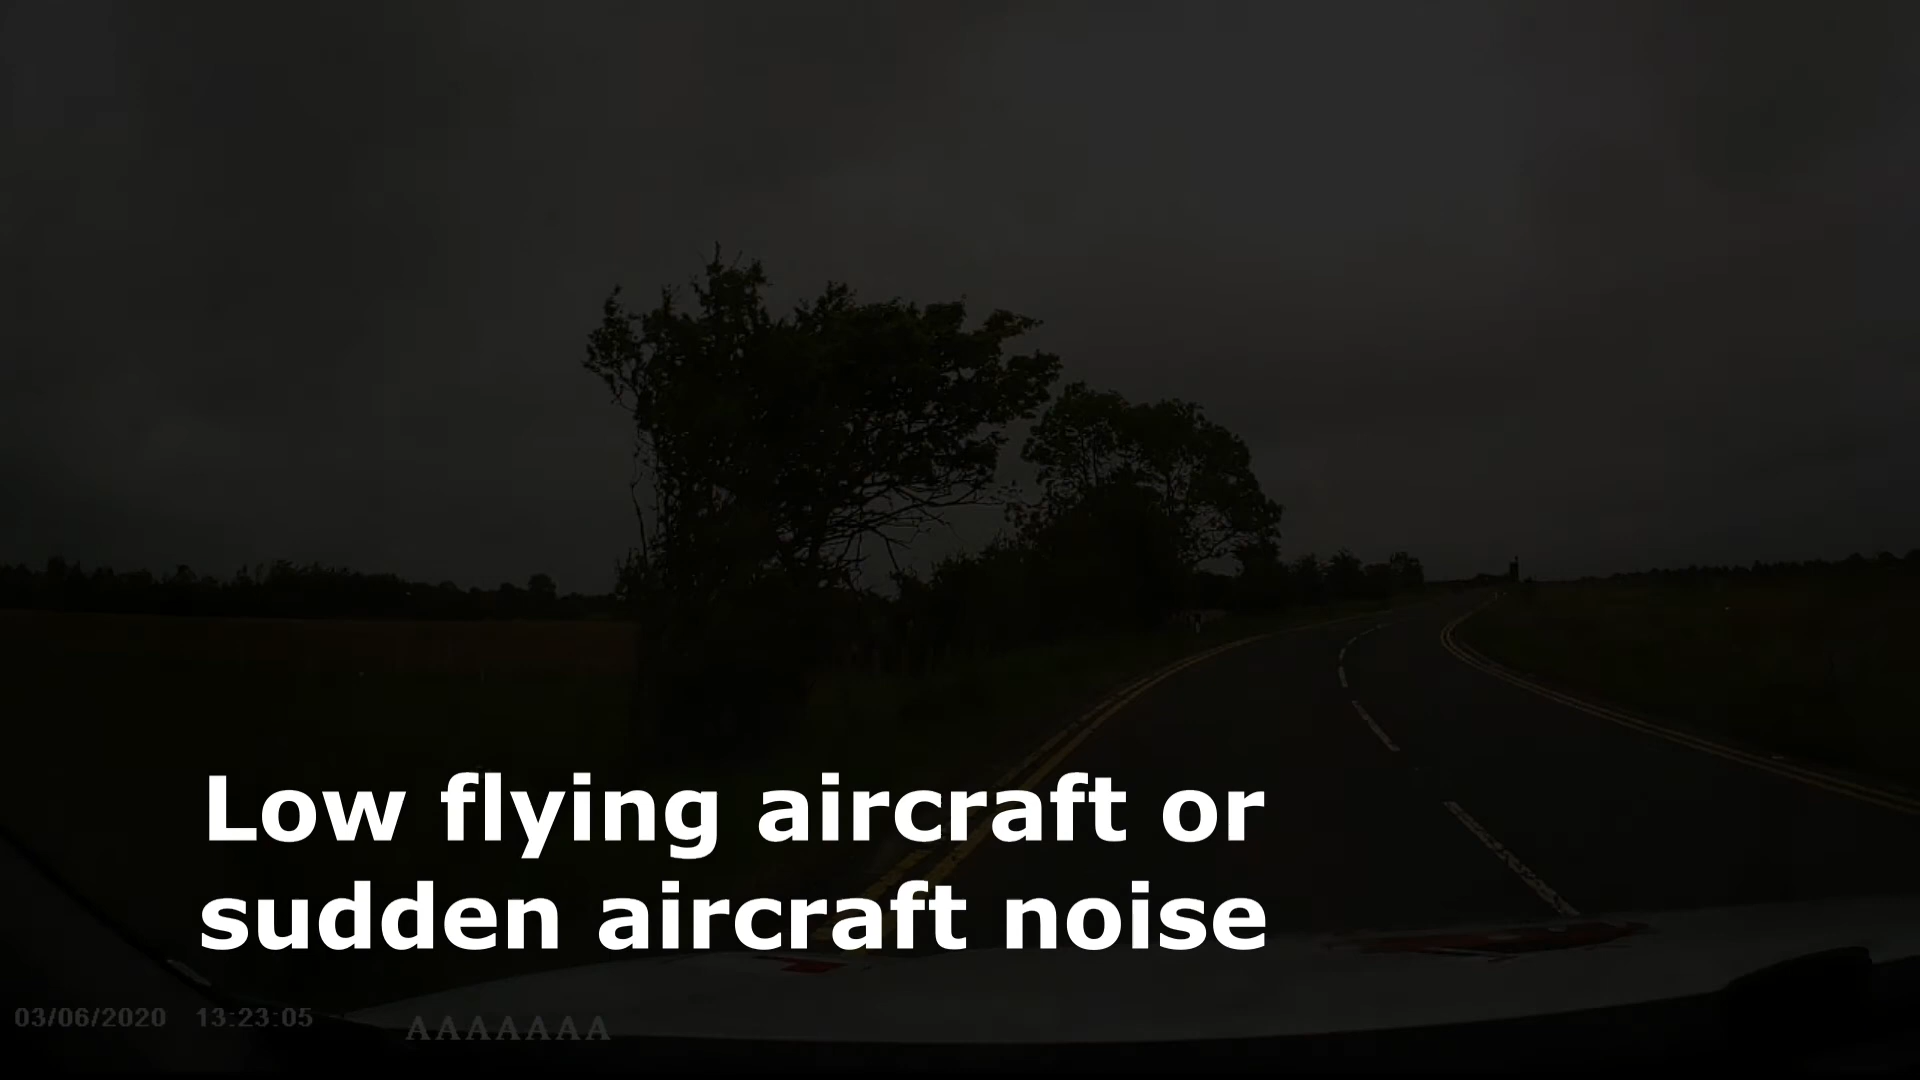 Low flying aircraft or
sudden aircraft noise
03/06/2020 13:23:05
AAAAAAA